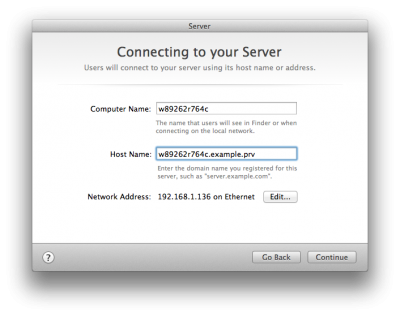 Server
Connecting to your Server
Users will connect to your server using its host name or address.
Computer Name: w89262r764c
The name that users will see in Finder or when
connecting on the local network.
Host Name: w89262r764c.example.prv
Enter the domain name you registered for this
server, such as "server.example.com".
Network Address: 192.168.1.136 on Ethernet Edit...
? Go Back Continue